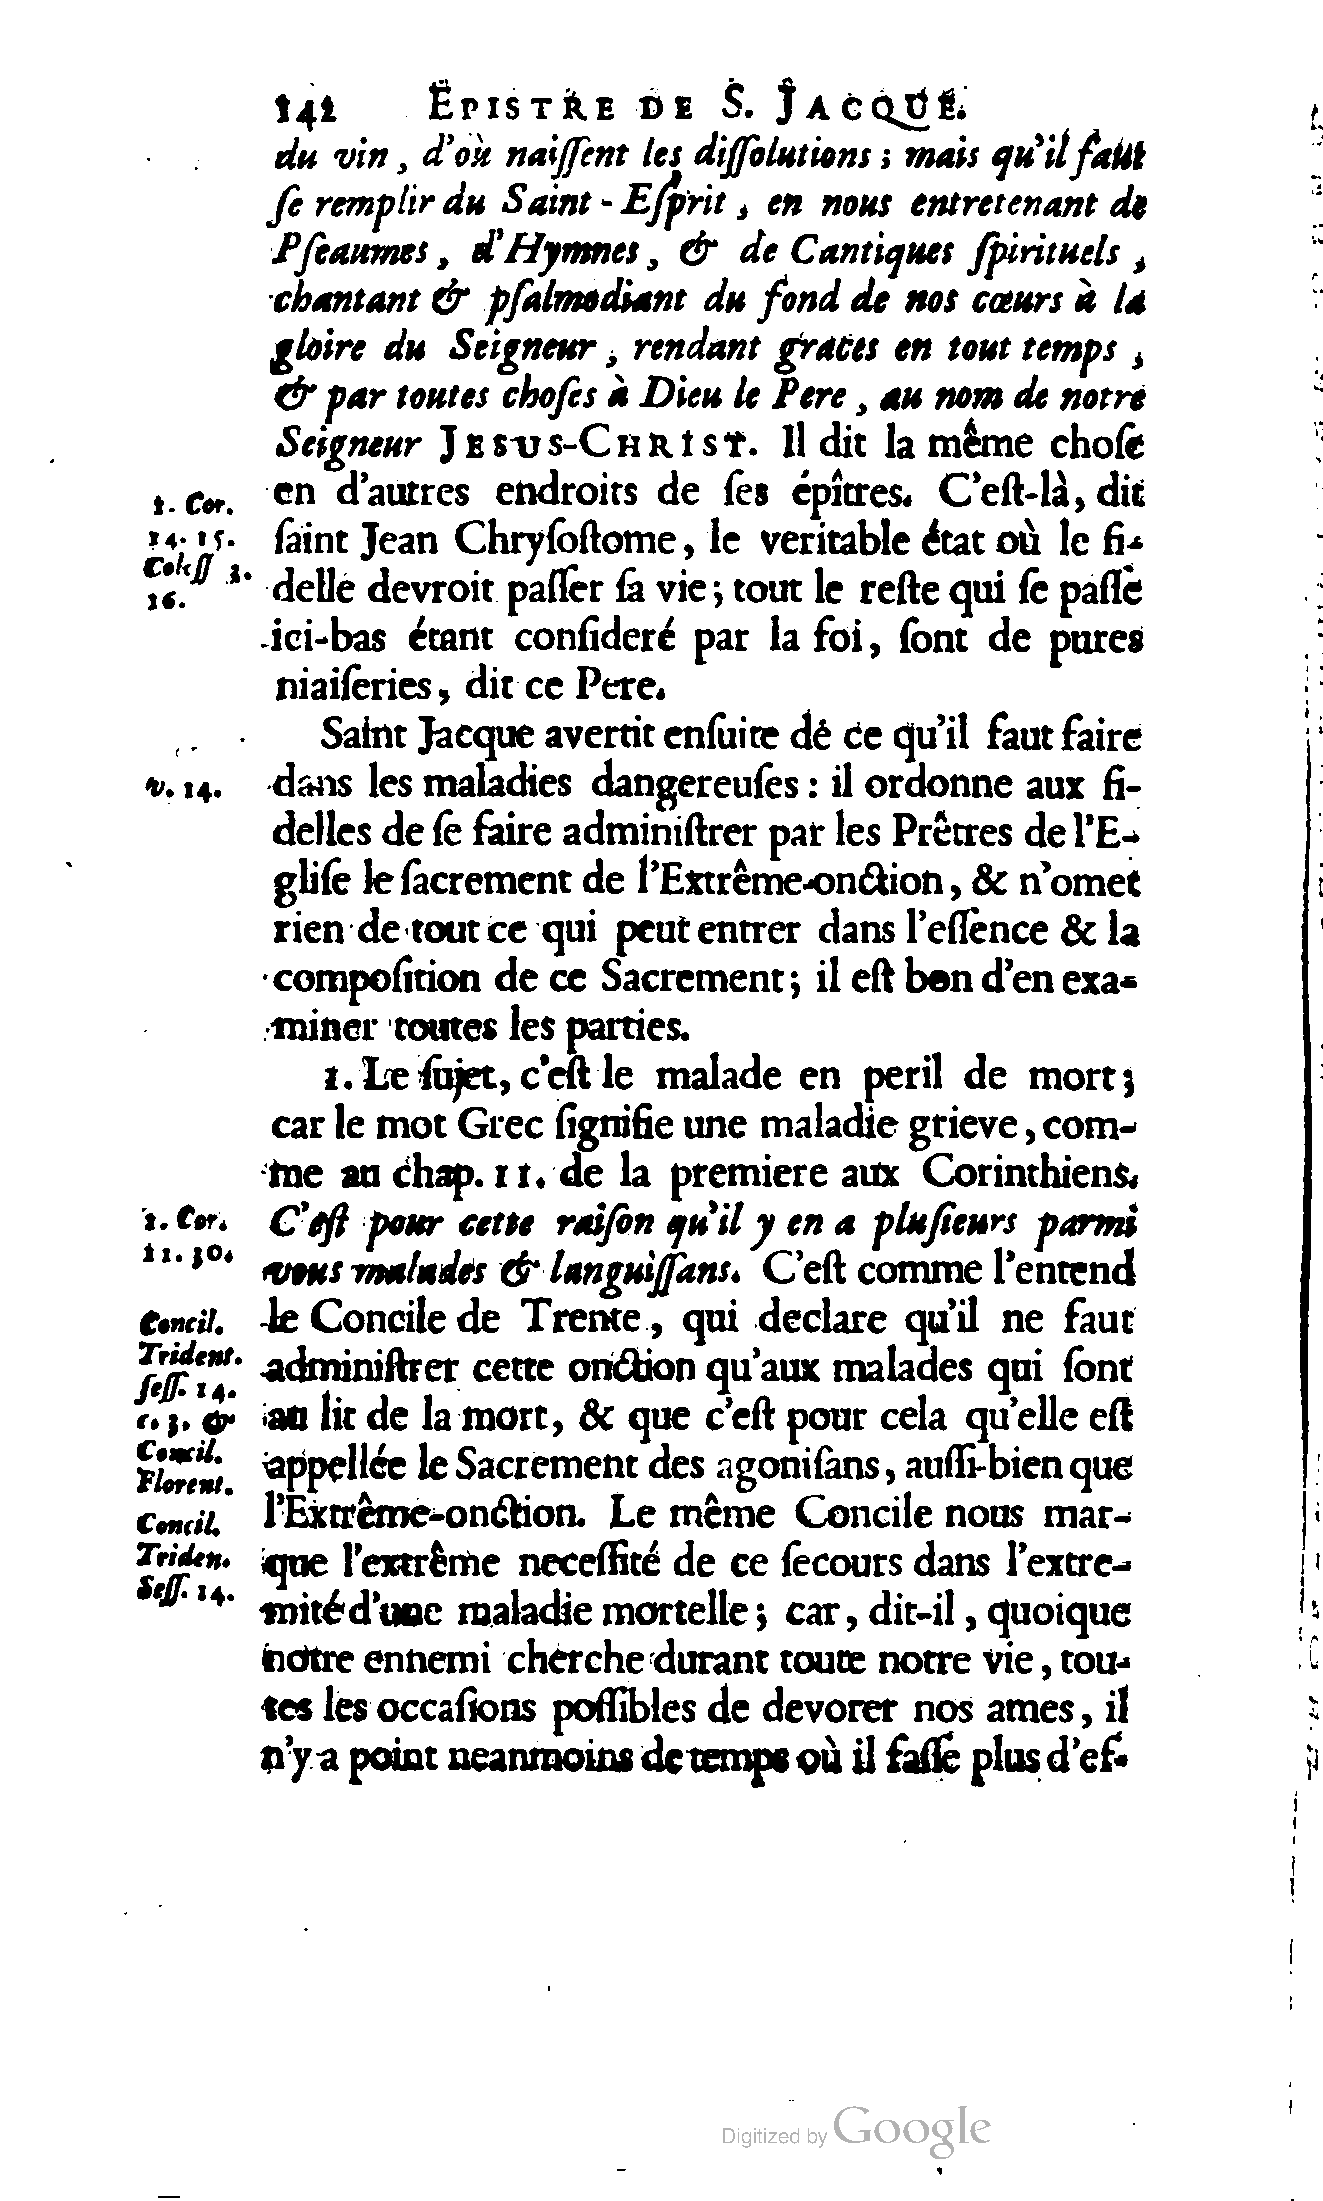 142 EPISTRE DE S. JACQUE.
du vin, d'où naiſſent les diſſolutions; mais qu'il faut
ſe remplir du Saint-Eſprit, en nous entretenant de
Pſeaumes, d'Hymnes, & de Cantiques ſpirituels,
chantant & pſalmodiant du fond de nos cœurs à la
gloire du Seigneur, rendant graces en tout temps,
& par toutes choſes à Dieu le Pere, au nom de notre
Seigneur JESUS-CHRIST. Il dit la même choſe
en d'autres endroits de ſes épîtres. C'eſt-là, dit
ſaint Jean Chryſoſtome, le veritable état où le fi-
delle devroit paſſer ſa vie; tout le reſte qui ſe paſſe
ici-bas étant conſideré par la foi, ſont de pures
niaiſeries, dit ce Pere.
1. Cor.
14. 15.
Coloſſ 3.
16.
Saint Jacque avertit enſuite de ce qu'il faut faire
dans les maladies dangereuſes: il ordonne aux fi-
delles de ſe faire adminiſtrer par les Prêtres de l'E-
gliſe le ſacrement de l'Extrême-onction, & n'omet
rien de tout ce qui peut entrer dans l'eſſence & la
compoſition de ce Sacrement; il eſt bon d'en exa-
miner toutes les parties.
v. 14.
1. Le ſujet, c'eſt le malade en peril de mort;
car le mot Grec ſignifie une maladie grieve, com-
me au chap. 11. de la premiere aux Corinthiens.
C'eſt pour cette raiſon qu'il y en a pluſieurs parmi
vous malades & languiſſans. C'eſt comme l'entend
le Concile de Trente, qui declare qu'il ne faut
adminiſtrer cette onction qu'aux malades qui ſont
au lit de la mort, & que c'eſt pour cela qu'elle eſt
appellée le Sacrement des agoniſans, auſſi-bien que
l'Extrême-onction. Le même Concile nous mar-
que l'extrême neceſſité de ce ſecours dans l'extre-
mité d'une maladie mortelle; car, dit-il, quoique
notre ennemi cherche durant toute notre vie, tou-
tes les occaſions poſſibles de devorer nos ames, il
n'y a point neanmoins de temps où il faſſe plus d'ef-
1. Cor.
11. 30.
Concil.
Trident.
ſeſſ. 14.
c. 3. &
Concil.
Florent.
Concil.
Triden.
Seſſ. 14.
Digitized by Google